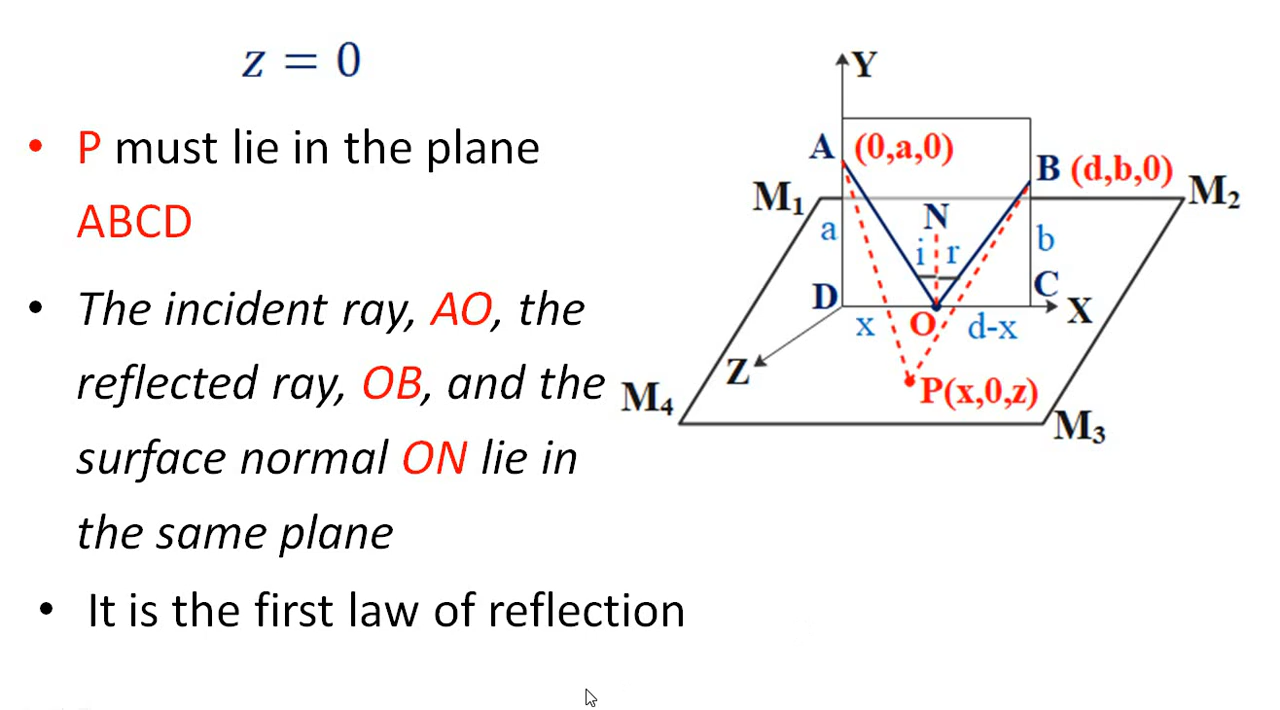 z = 0
• P must lie in the plane
ABCD
• The incident ray, AO, the
reflected ray, OB, and the
surface normal ON lie in
the same plane
• It is the first law of reflection
Y
A (0,a,0)
B (d,b,0)
M₁
M₂
N
a
i r
b
D
C
X
x
O
d-x
Z
P(x,0,z)
M₄
M₃